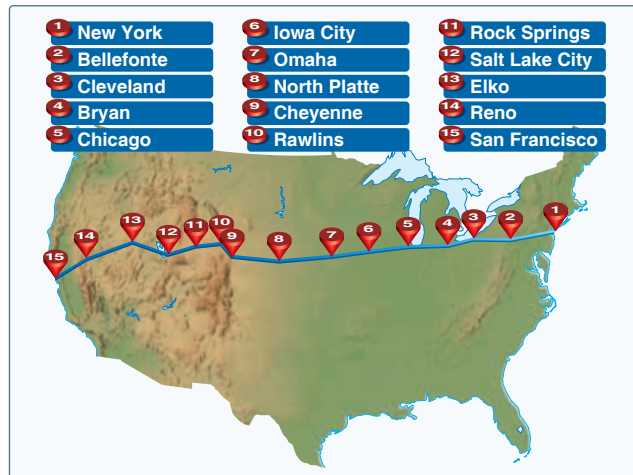 1 New York
2 Bellefonte
3 Cleveland
4 Bryan
5 Chicago
6 Iowa City
7 Omaha
8 North Platte
9 Cheyenne
10 Rawlins
11 Rock Springs
12 Salt Lake City
13 Elko
14 Reno
15 San Francisco
15
14
13
12
11
10
9
8
7
6
5
4
3
2
1